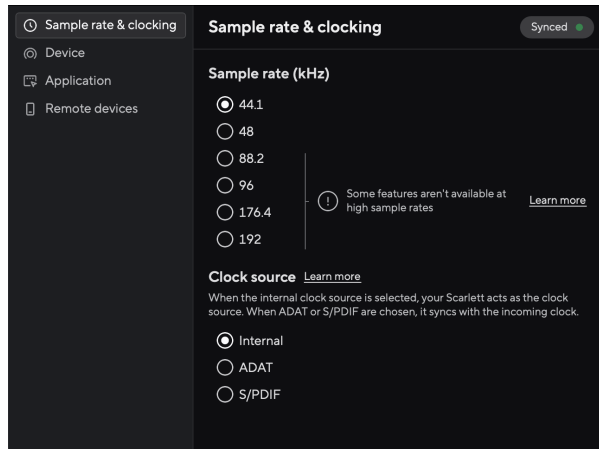 Sample rate & clocking
Device
Application
Remote devices
Sample rate & clocking
Synced
Sample rate (kHz)
44.1
48
88.2
96
176.4
192
Some features aren't available at
high sample rates
Learn more
Clock source Learn more
When the internal clock source is selected, your Scarlett acts as the clock
source. When ADAT or S/PDIF are chosen, it syncs with the incoming clock.
Internal
ADAT
S/PDIF